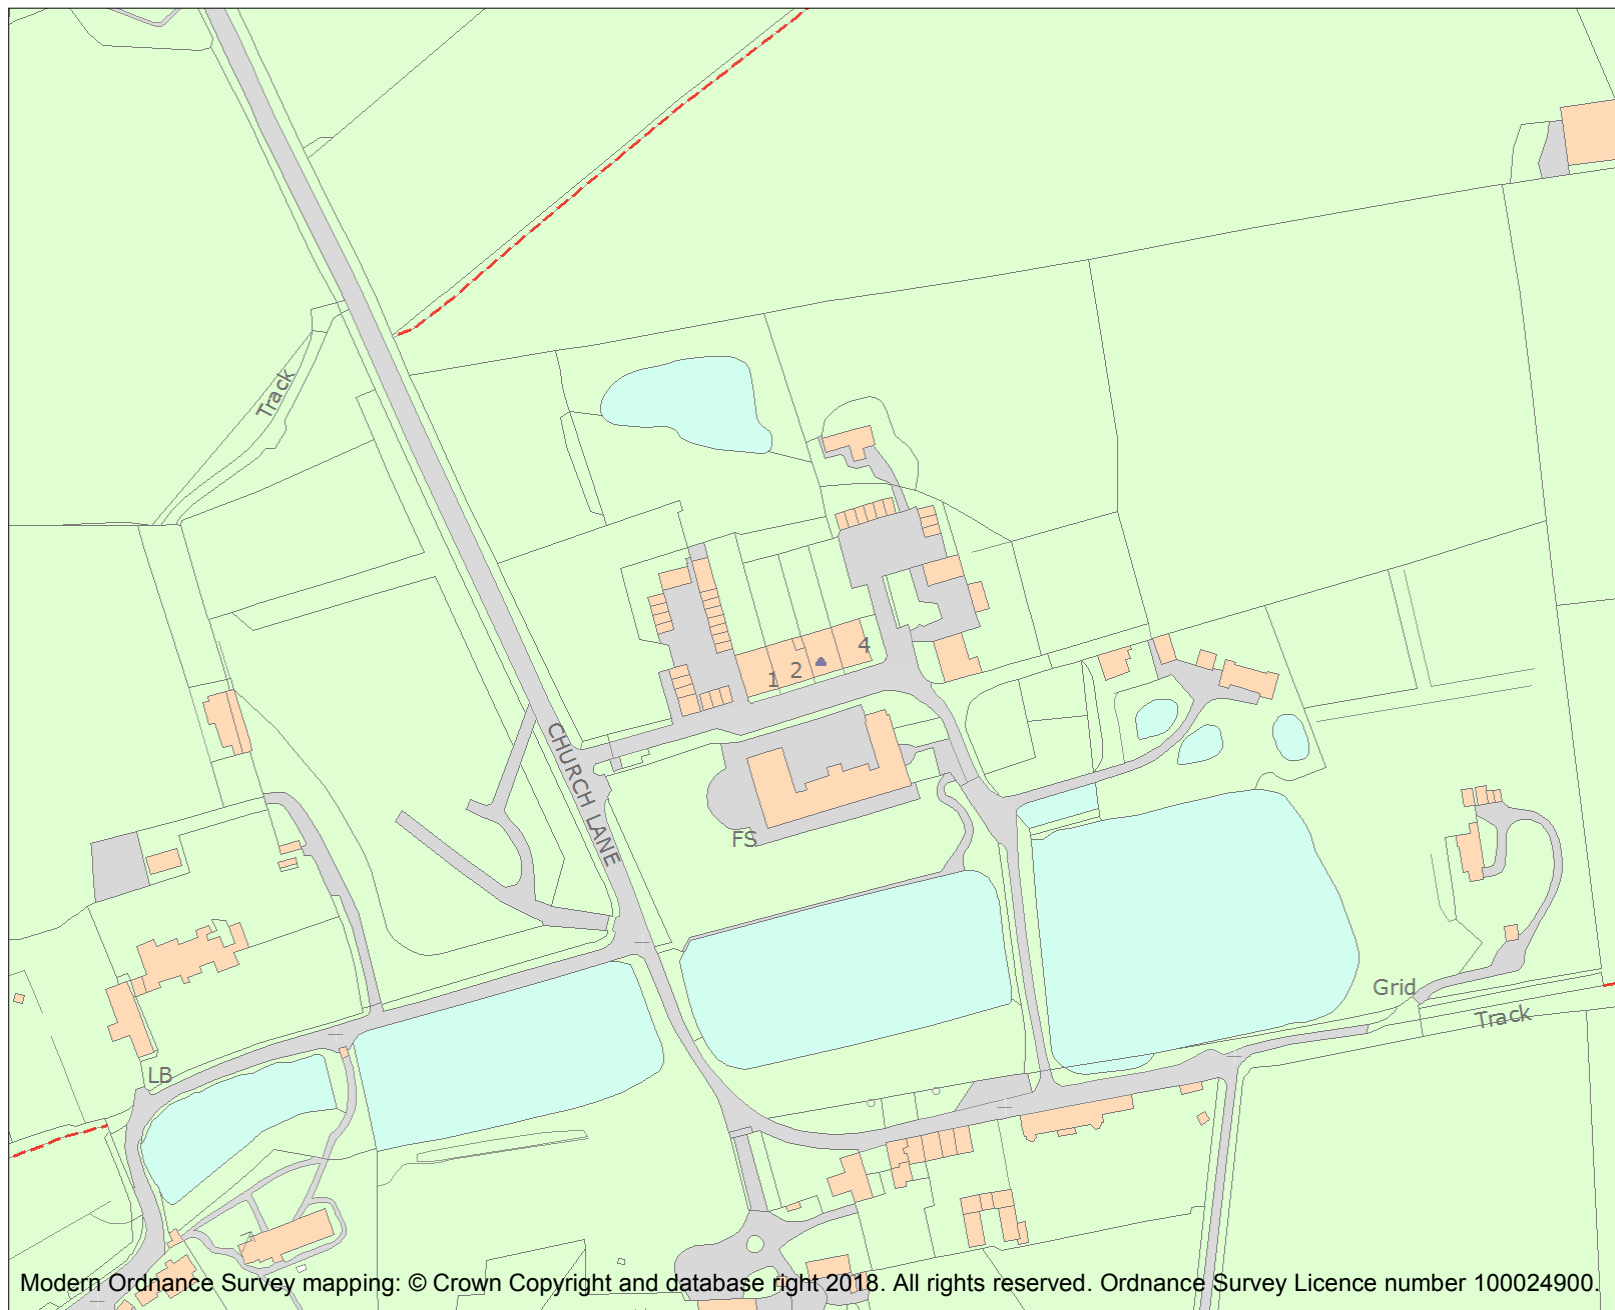 Track
4
2
1
CHURCH LANE
FS
Grid
Track
LB
Modern Ordnance Survey mapping: © Crown Copyright and database right 2018. All rights reserved. Ordnance Survey Licence number 100024900.